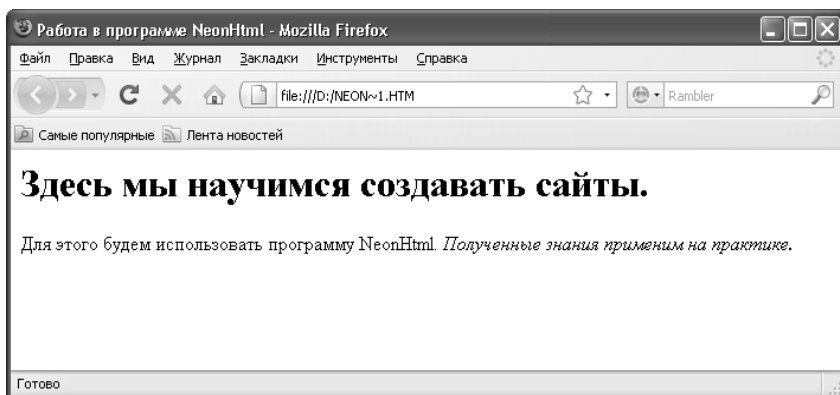 Работа в программе NeonHtml - Mozilla Firefox
Файл Правка Вид Журнал Закладки Инструменты Справка
file:///D:/NEON~1.HTM Rambler
Самые популярные Лента новостей
Здесь мы научимся создавать сайты.
Для этого будем использовать программу NeonHtml. Полученные знания применим на практике.
Готово